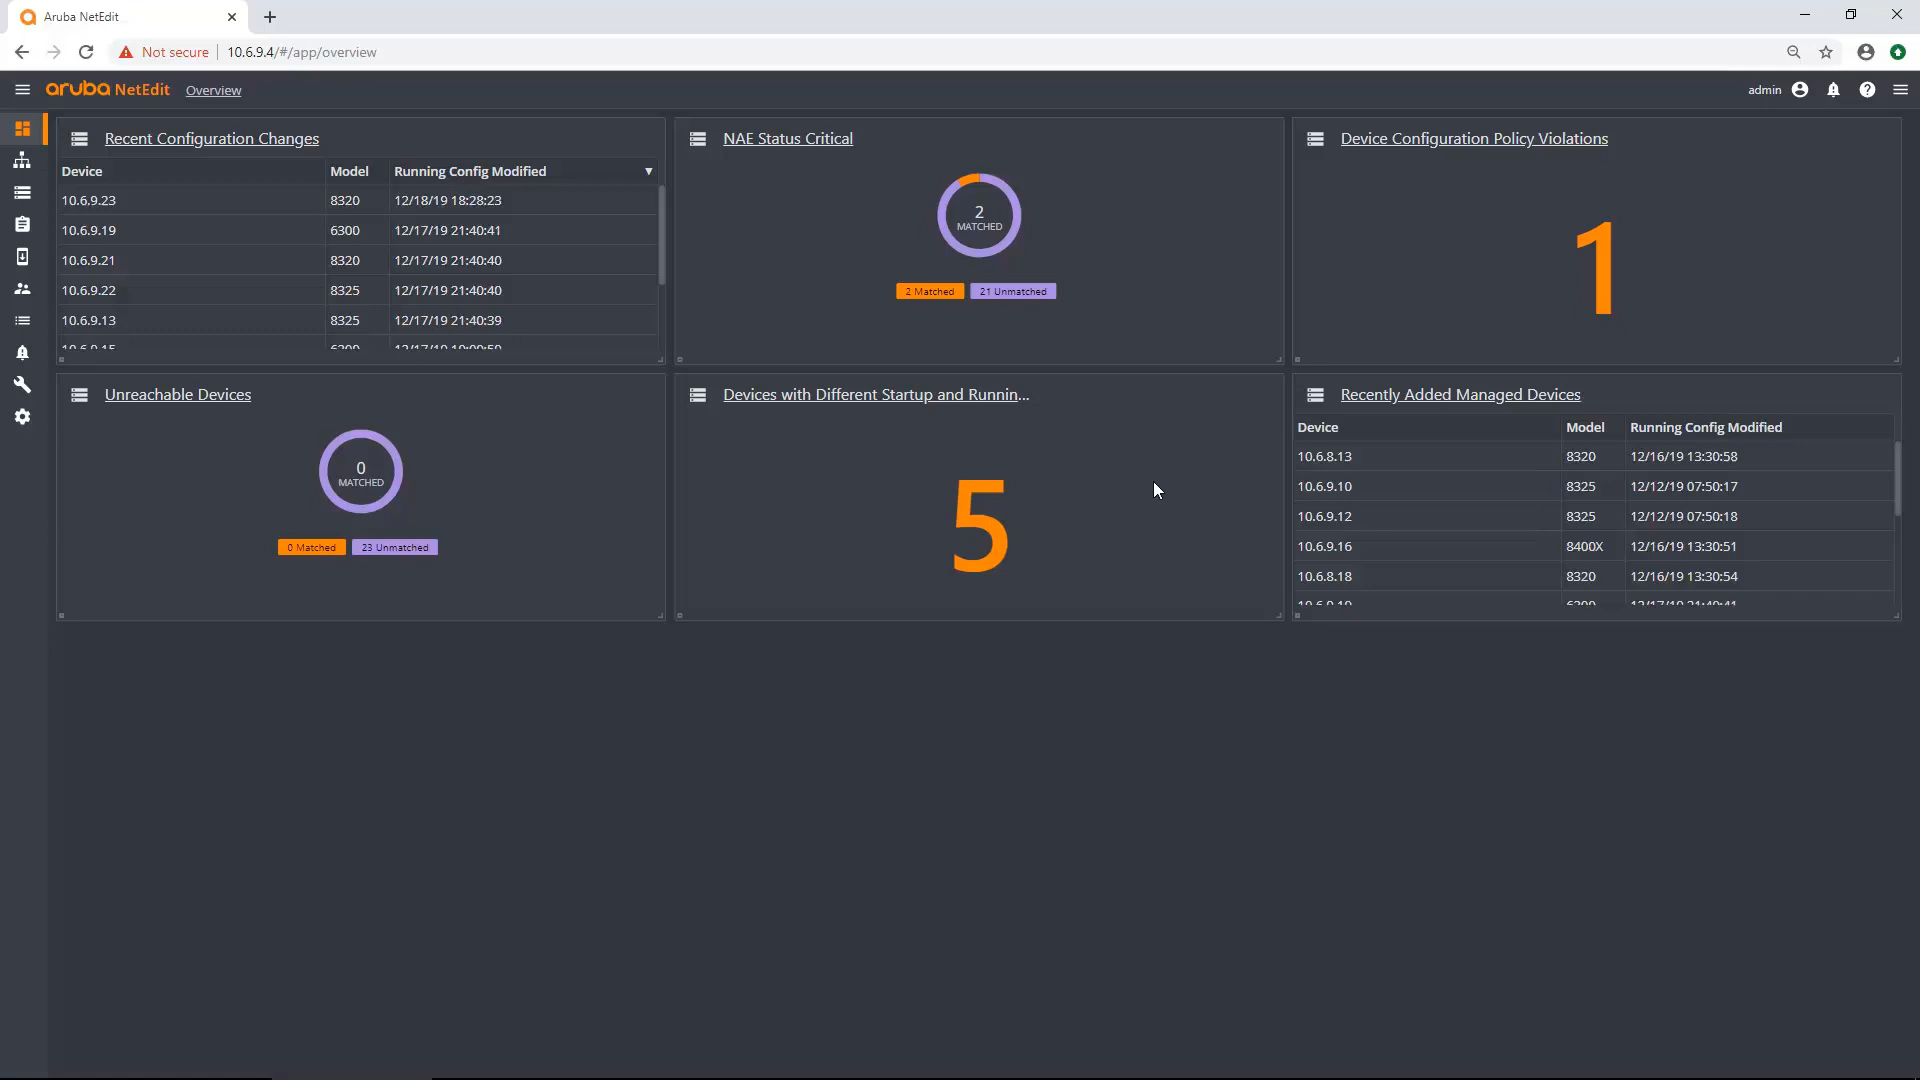 Aruba NetEdit
Not secure
10.6.9.4/#/app/overview
aruba NetEdit
Overview
admin
Recent Configuration Changes
Device Model Running Config Modified
10.6.9.23 8320 12/18/19 18:28:23
10.6.9.19 6300 12/17/19 21:40:41
10.6.9.21 8320 12/17/19 21:40:40
10.6.9.22 8325 12/17/19 21:40:40
10.6.9.13 8325 12/17/19 21:40:39
NAE Status Critical
2
MATCHED
2 Matched
21 Unmatched
Device Configuration Policy Violations
1
Unreachable Devices
0
MATCHED
0 Matched
23 Unmatched
Devices with Different Startup and Runnin...
5
Recently Added Managed Devices
Device Model Running Config Modified
10.6.8.13 8320 12/16/19 13:30:58
10.6.9.10 8325 12/12/19 07:50:17
10.6.9.12 8325 12/12/19 07:50:18
10.6.9.16 8400X 12/16/19 13:30:51
10.6.8.18 8320 12/16/19 13:30:54